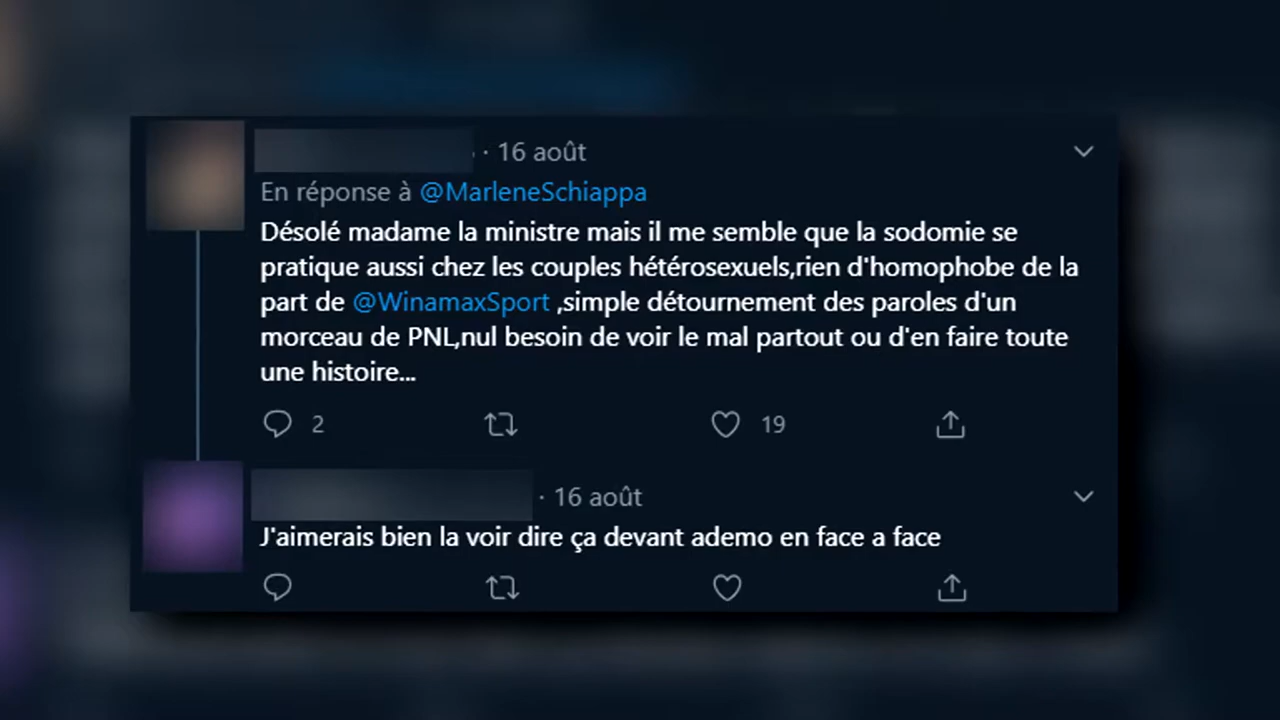 · 16 août
En réponse à @MarleneSchiappa
Désolé madame la ministre mais il me semble que la sodomie se
pratique aussi chez les couples hétérosexuels,rien d'homophobe de la
part de @WinamaxSport ,simple détournement des paroles d'un
morceau de PNL,nul besoin de voir le mal partout ou d'en faire toute
une histoire...
2 19
· 16 août
J'aimerais bien la voir dire ça devant ademo en face a face